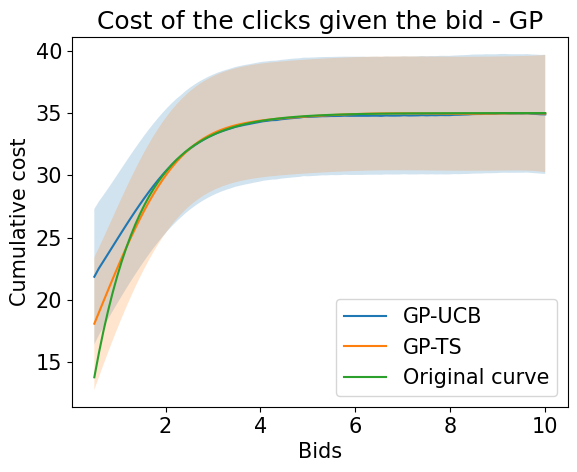 Cost of the clicks given the bid - GP
40
35
30
25
20
15
Cumulative cost
2 4 6 8 10
Bids
GP-UCB
GP-TS
Original curve